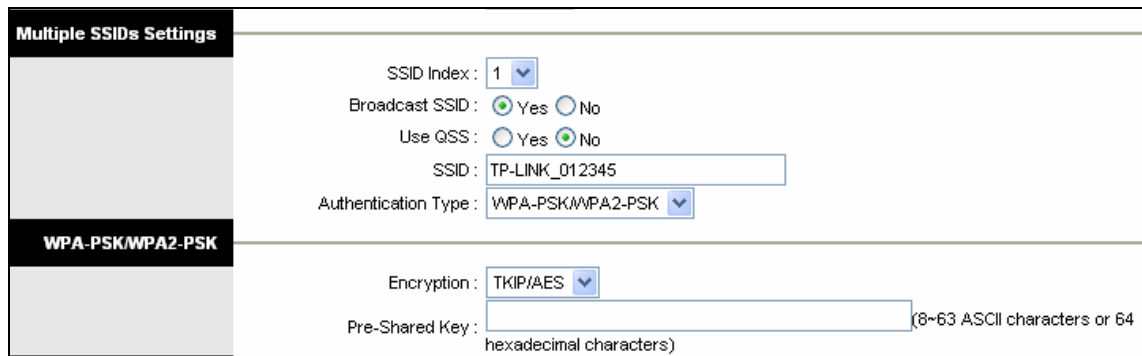 Multiple SSIDs Settings
SSID Index : 1
Broadcast SSID : Yes No
Use QSS : Yes No
SSID : TP-LINK_012345
Authentication Type : WPA-PSK/WPA2-PSK
WPA-PSK/WPA2-PSK
Encryption : TKIP/AES
Pre-Shared Key : (8~63 ASCII characters or 64
hexadecimal characters)